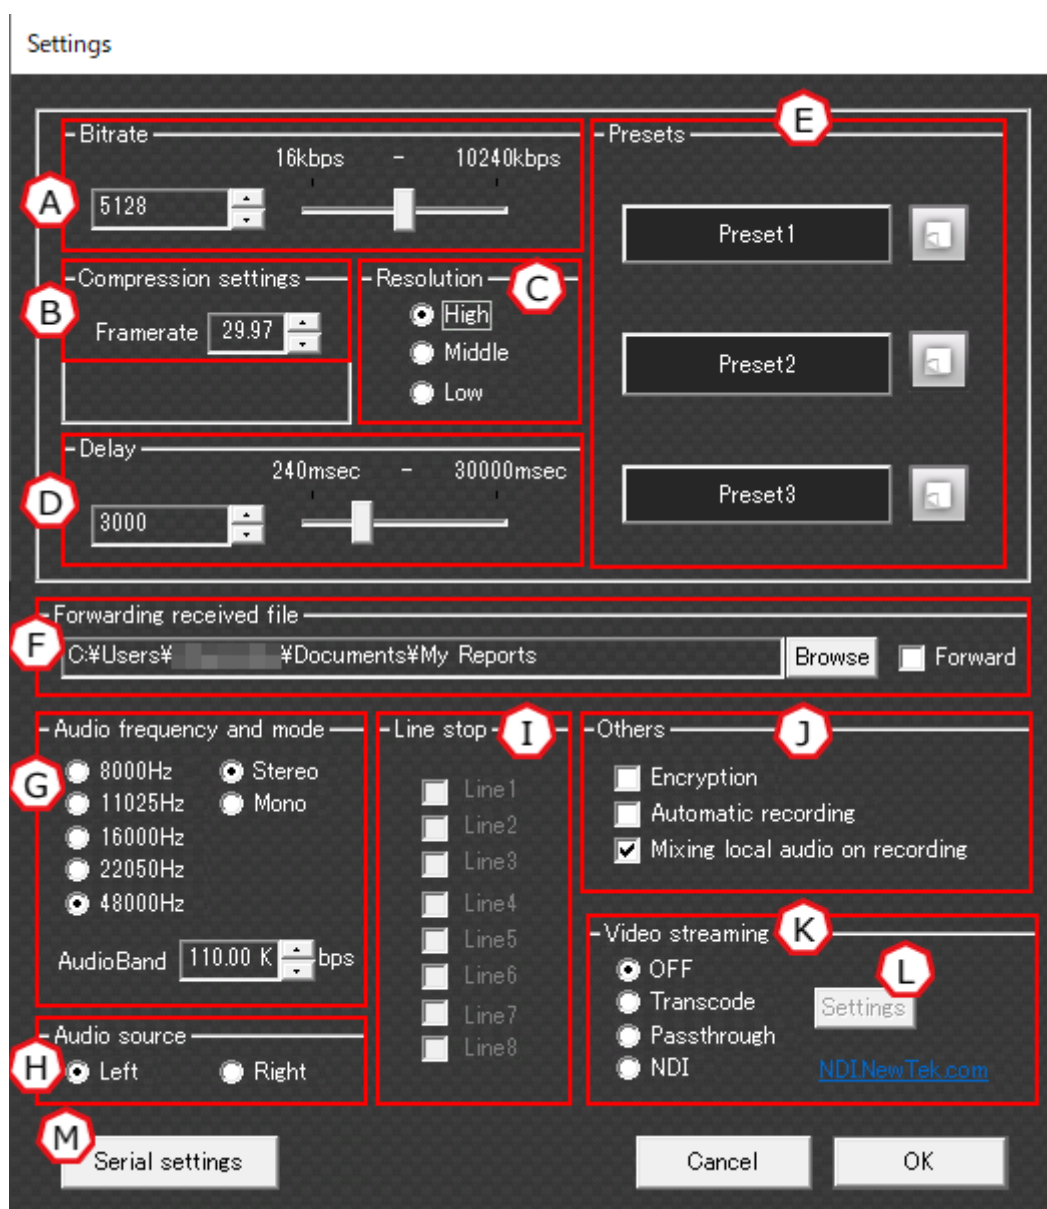 Settings
E
Bitrate
16kbps - 10240kbps
A
5128
Presets
Preset1
Preset2
Preset3
Compression settings
B
Framerate 29.97
Resolution
C
High
Middle
Low
Delay
240msec - 30000msec
D
3000
Forwarding received file
F
C:¥Users¥ ¥Documents¥My Reports
Browse
Forward
Audio frequency and mode
G
8000Hz Stereo
11025Hz Mono
16000Hz
22050Hz
48000Hz
AudioBand 110.00 K bps
Audio source
H
Left Right
Line stop
I
Line1
Line2
Line3
Line4
Line5
Line6
Line7
Line8
Others
J
Encryption
Automatic recording
Mixing local audio on recording
Video streaming
K
OFF
Transcode
Passthrough
NDI
L
Settings
NDI.NewTek.com
M
Serial settings
Cancel
OK